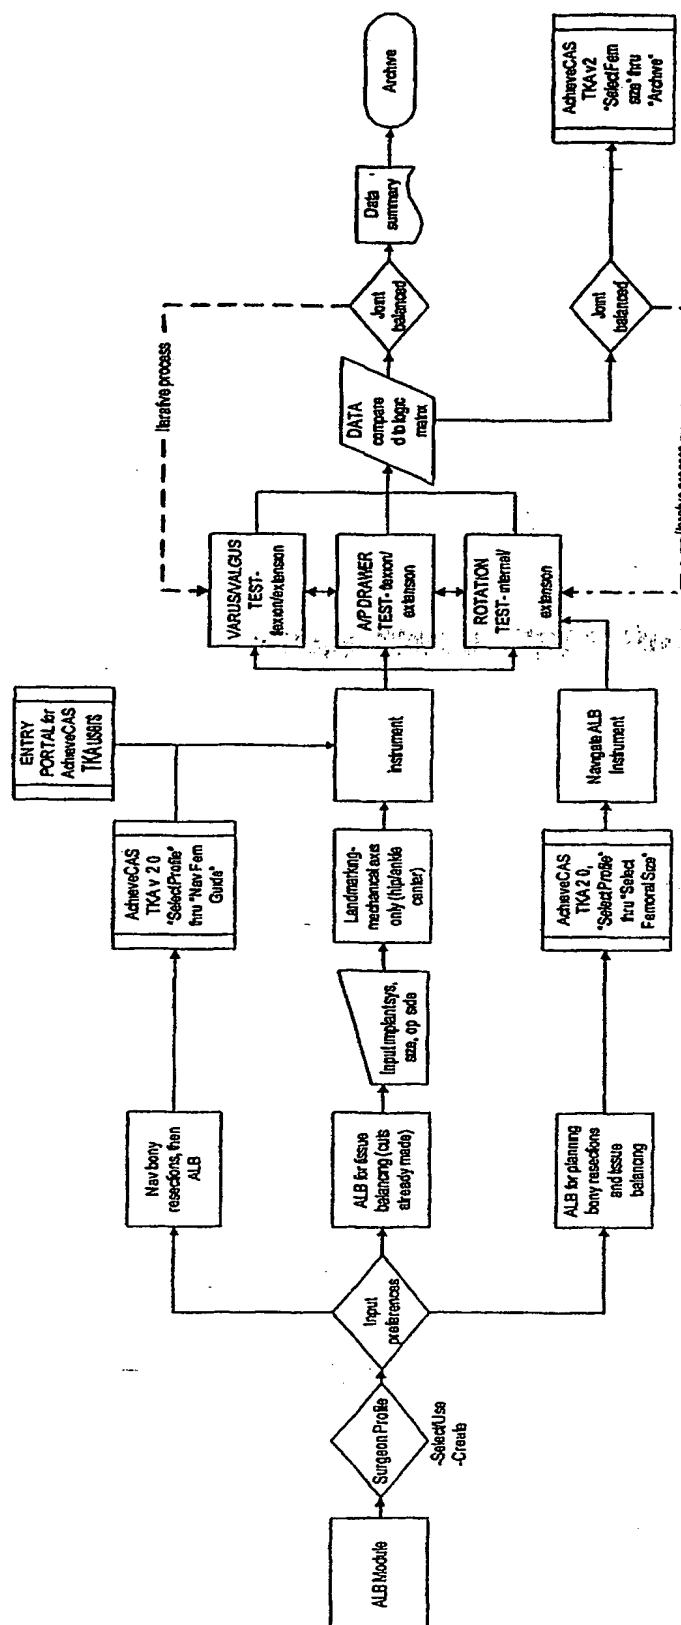 ALB Module
Surgeon Profile
-Select/Use
-Create
Input
preferences
Nav bony
resections, then
ALB
AchieveCAS
TKA v 2.0
"Select Profile"
thru "Nav Fem
Guide"
ENTRY
PORTAL for
AchieveCAS
TKA users
ALB for tissue
balancing (cuts
already made)
Input implant sys,
size, op side
Landmarking-
mechanical axis
only (hip/ankle
center)
Instrument
ALB for planning
bony resections
and tissue
balancing
AchieveCAS
TKA 2.0,
"Select Profile"
thru "Select
Femoral Size"
Navigate ALB
Instrument
VARUS/VALGUS
TEST-
flexion/extension
A/P DRAWER
TEST- flexion/
extension
ROTATION
TEST - internal/
extension
Iterative process
DATA
compare
d to logic
matrix
Joint
balanced
Data
summary
Archive
Joint
balanced
AchieveCAS
TKA v2
"Select Fem
size" thru
"Archive"